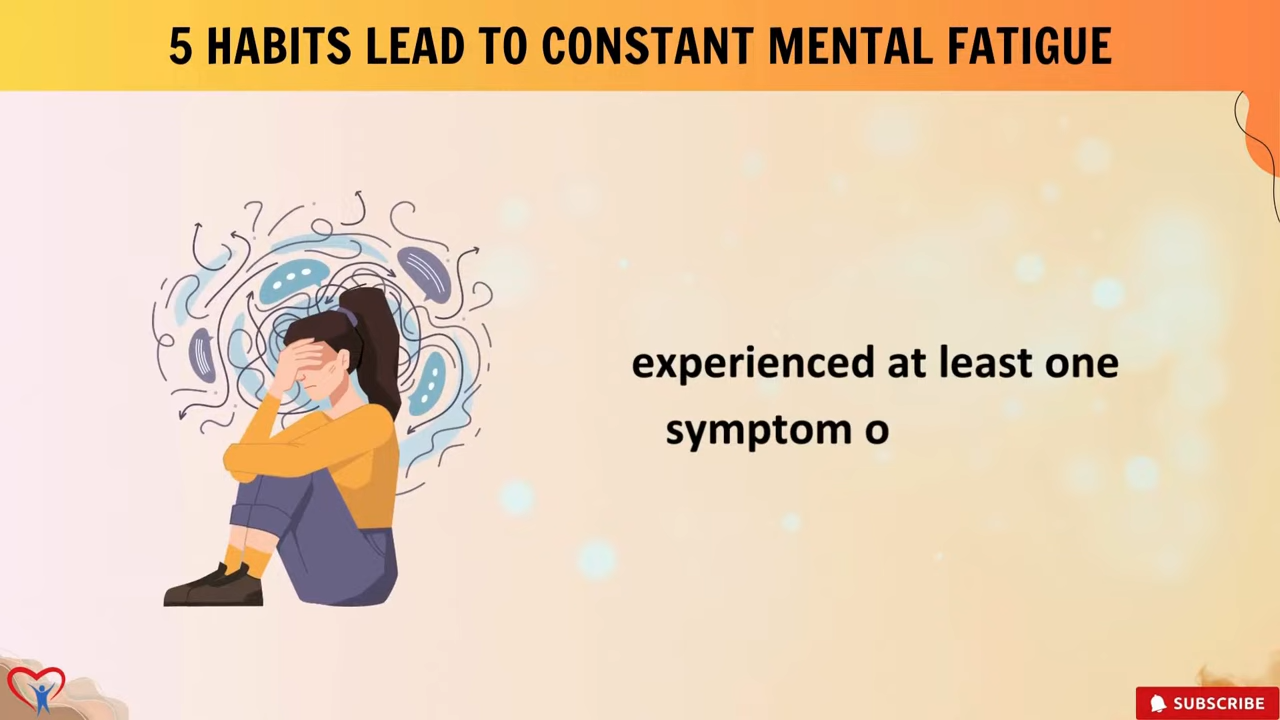 5 HABITS LEAD TO CONSTANT MENTAL FATIGUE
experienced at least one
symptom o
SUBSCRIBE